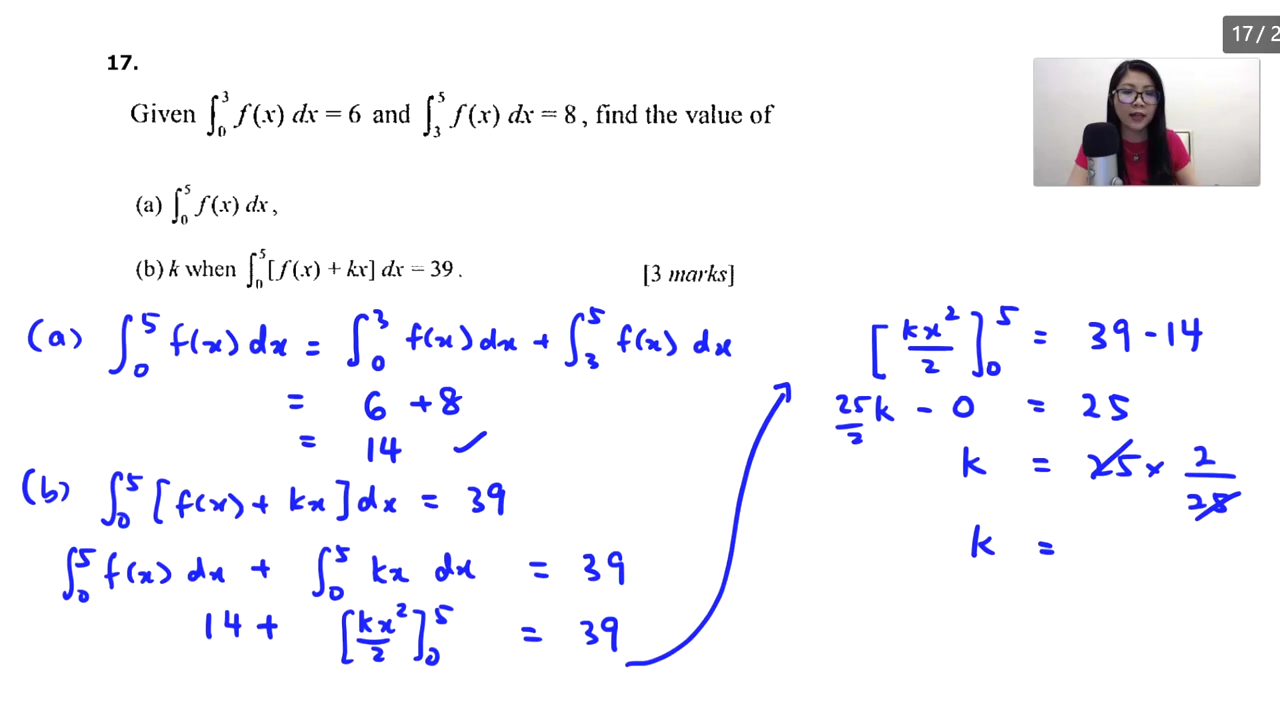 17 / 2
17.
Given ∫₀³ f(x) dx = 6 and ∫₃⁵ f(x) dx = 8, find the value of
(a) ∫₀⁵ f(x) dx,
(b) k when ∫₀⁵ [f(x) + kx] dx = 39. [3 marks]
(a) ∫₀⁵ f(x) dx = ∫₀³ f(x) dx + ∫₃⁵ f(x) dx
= 6 + 8
= 14 ✓
(b) ∫₀⁵ [f(x) + kx] dx = 39
∫₀⁵ f(x) dx + ∫₀⁵ kx dx = 39
14 + [kx²/2]₀⁵ = 39
[kx²/2]₀⁵ = 39 - 14
25/2 k - 0 = 25
k = 25 × 2/25
k =